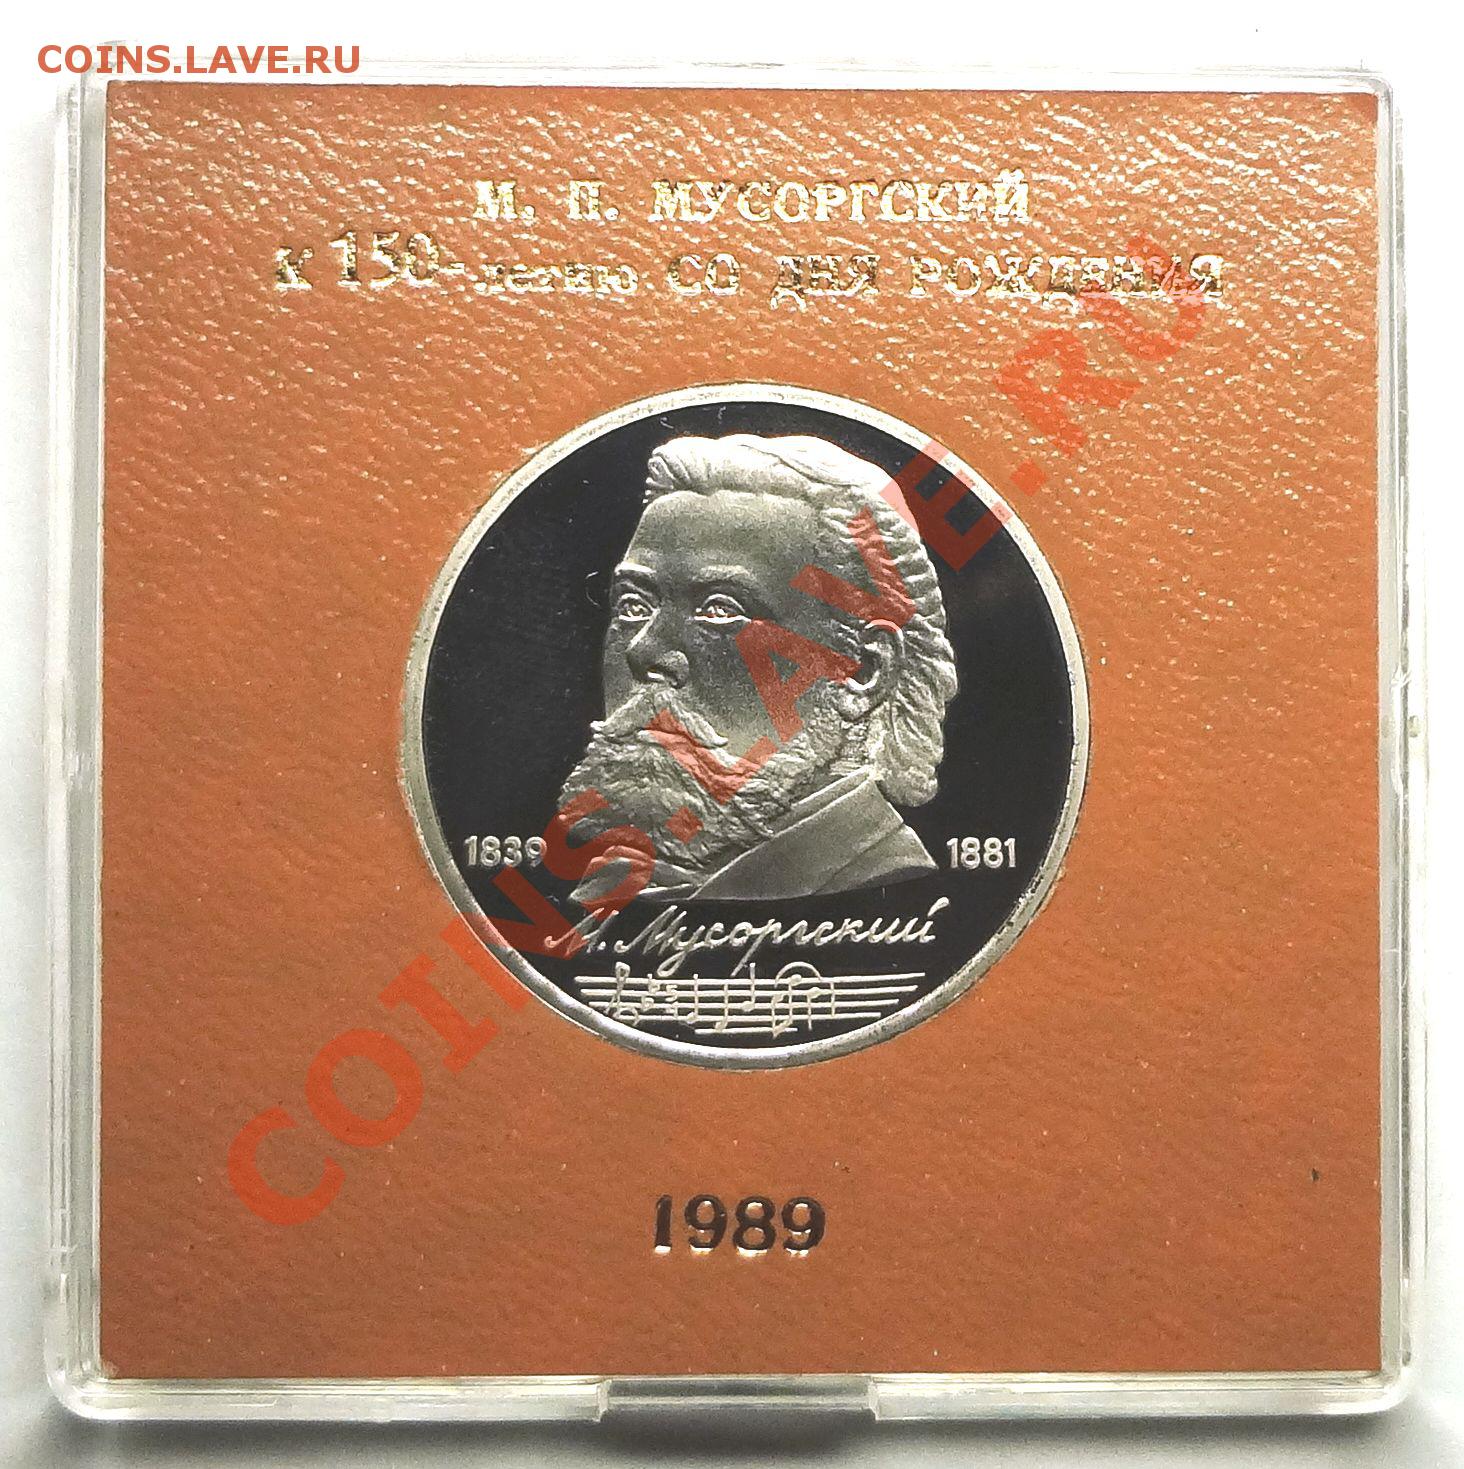 COINS.LAVE.RU
М. П. МУСОРГСКИЙ
К 150-летию СО ДНЯ РОЖДЕНИЯ
1839 1881
М. Мусоргский
1989
COINS.LAVE.RU